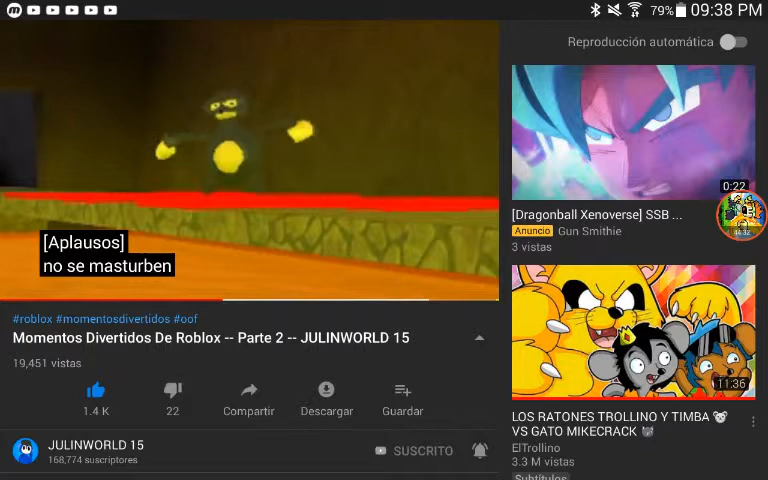 79% 09:38 PM
Reproducción automática
[Aplausos]
no se masturben
0:22
[Dragonball Xenoverse] SSB ...
Anuncio Gun Smithie
3 vistas
44:32
#roblox #momentosdivertidos #oof
Momentos Divertidos De Roblox -- Parte 2 -- JULINWORLD 15
19,451 vistas
1.4 K
22
Compartir
Descargar
Guardar
JULINWORLD 15
168,774 suscriptores
SUSCRITO
11:36
LOS RATONES TROLLINO Y TIMBA 🐭
VS GATO MIKECRACK 🐱
ElTrollino
3.3 M vistas
Subtítulos